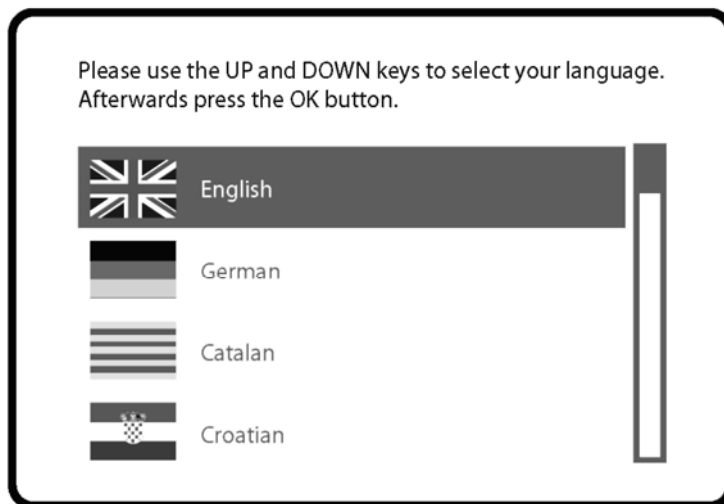 Please use the UP and DOWN keys to select your language.
Afterwards press the OK button.
English
German
Catalan
Croatian